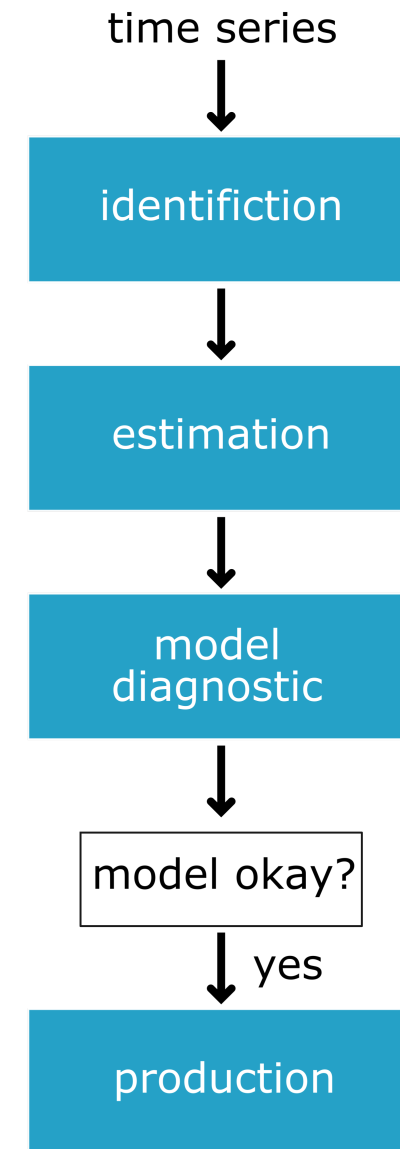 time series
identifiction
estimation
model
diagnostic
model okay?
yes
production